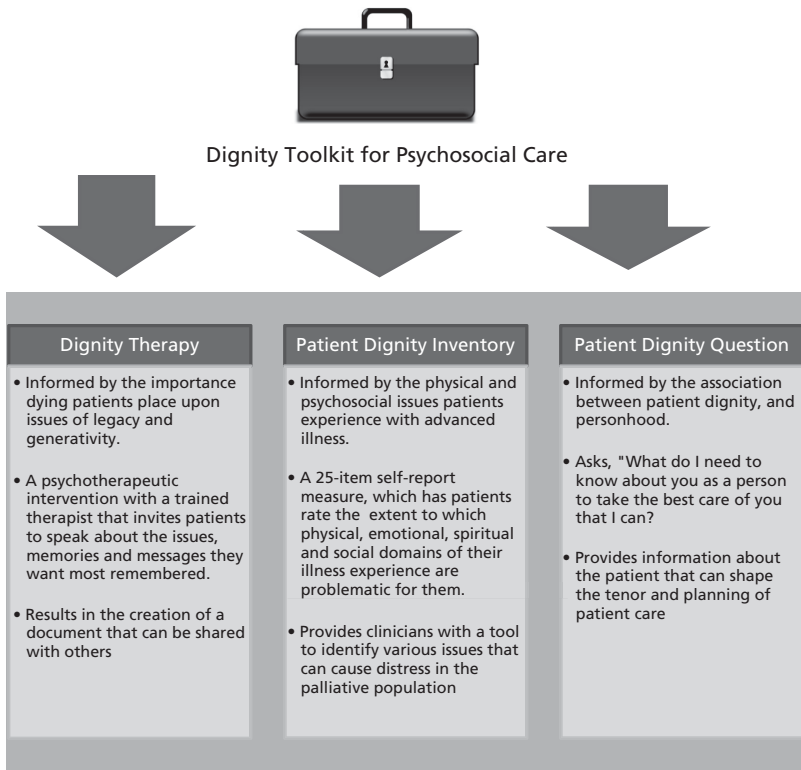 Dignity Toolkit for Psychosocial Care
Dignity Therapy
• Informed by the importance
dying patients place upon
issues of legacy and
generativity.
• A psychotherapeutic
intervention with a trained
therapist that invites patients
to speak about the issues,
memories and messages they
want most remembered.
• Results in the creation of a
document that can be shared
with others
Patient Dignity Inventory
• Informed by the physical and
psychosocial issues patients
experience with advanced
illness.
• A 25-item self-report
measure, which has patients
rate the extent to which
physical, emotional, spiritual
and social domains of their
illness experience are
problematic for them.
• Provides clinicians with a tool
to identify various issues that
can cause distress in the
palliative population
Patient Dignity Question
• Informed by the association
between patient dignity, and
personhood.
• Asks, "What do I need to
know about you as a person
to take the best care of you
that I can?
• Provides information about
the patient that can shape
the tenor and planning of
patient care